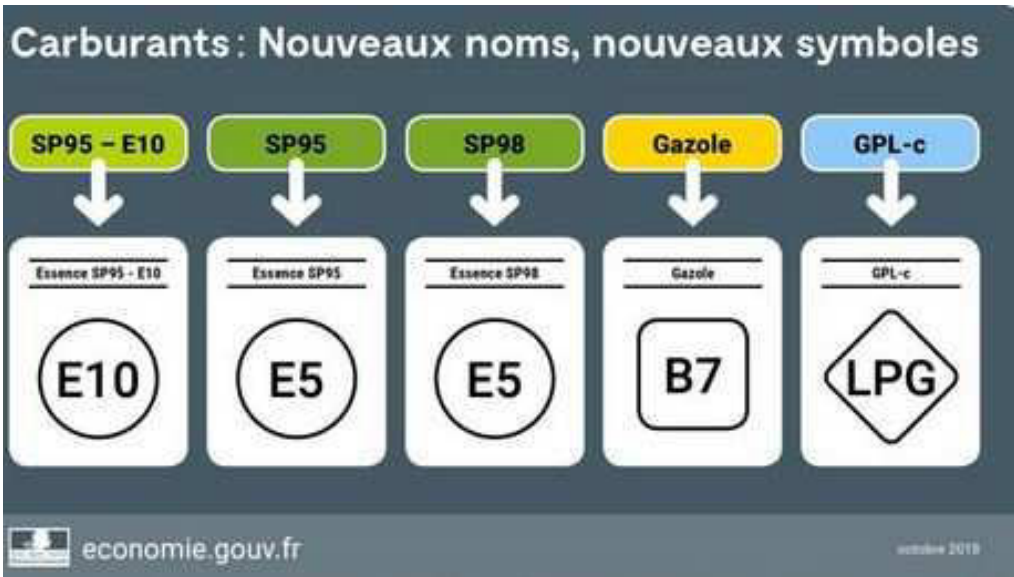 Carburants : Nouveaux noms, nouveaux symboles
SP95 – E10
SP95
SP98
Gazole
GPL-c
Essence SP95 - E10
Essence SP95
Essence SP98
Gazole
GPL-c
E10
E5
E5
B7
LPG
economie.gouv.fr
octobre